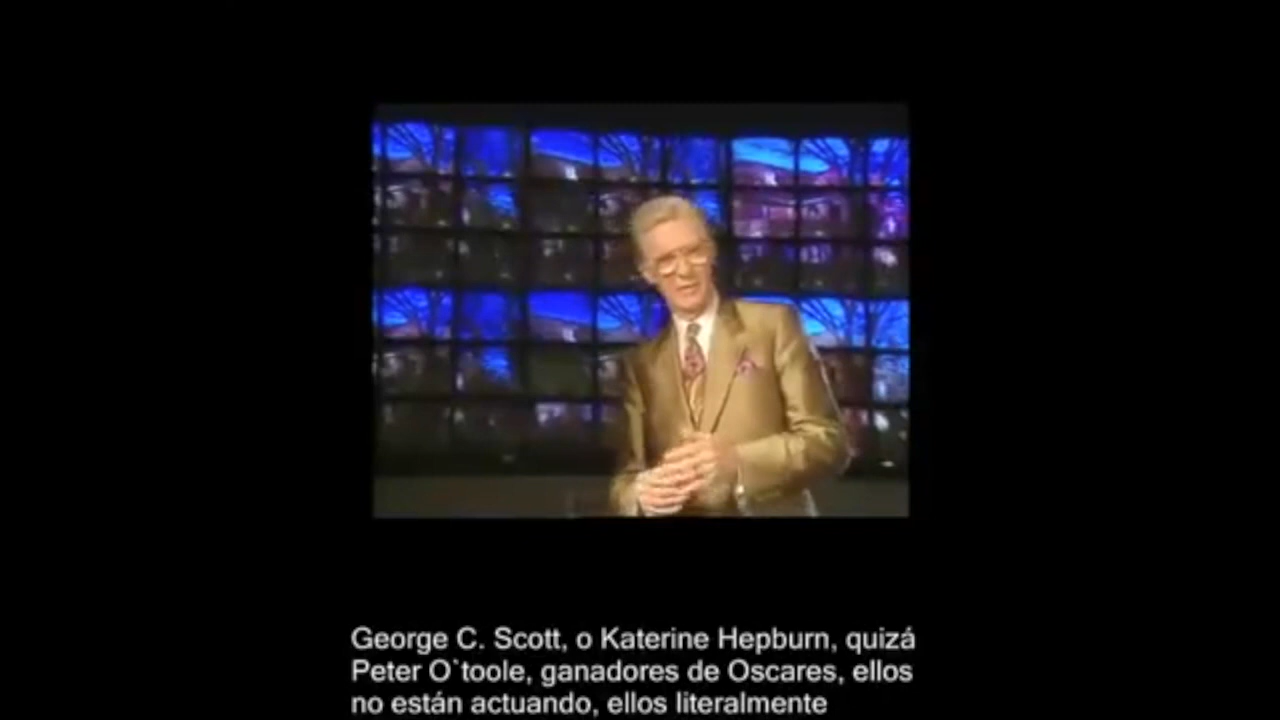 George C. Scott, o Katerine Hepburn, quizá
Peter O`toole, ganadores de Oscares, ellos
no están actuando, ellos literalmente